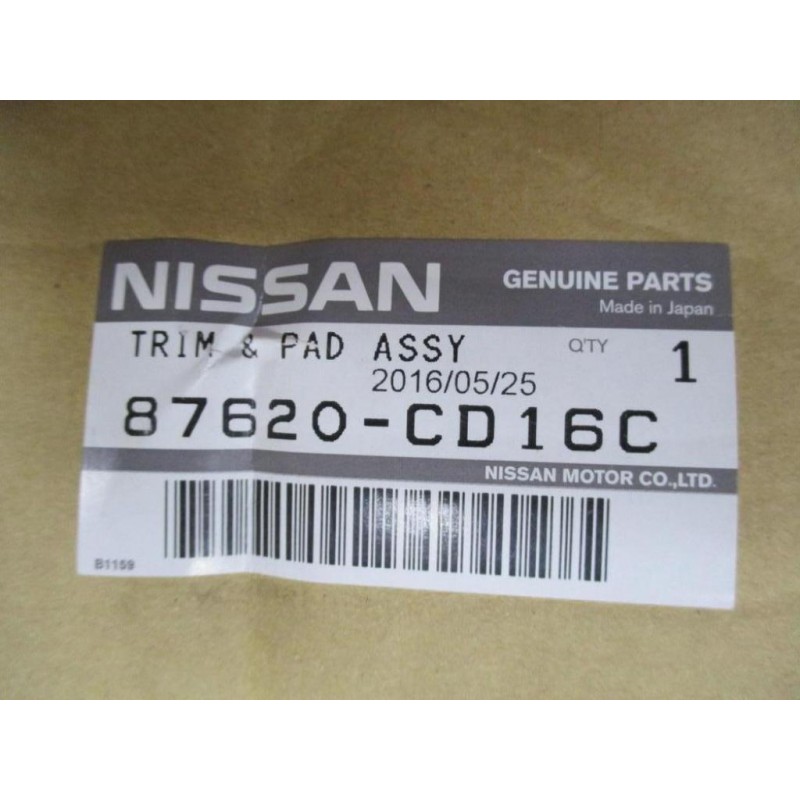 NISSAN
GENUINE PARTS
Made in Japan
TRIM & PAD ASSY
Q'TY 1
2016/05/25
87620-CD16C
NISSAN MOTOR CO.,LTD.
B1159